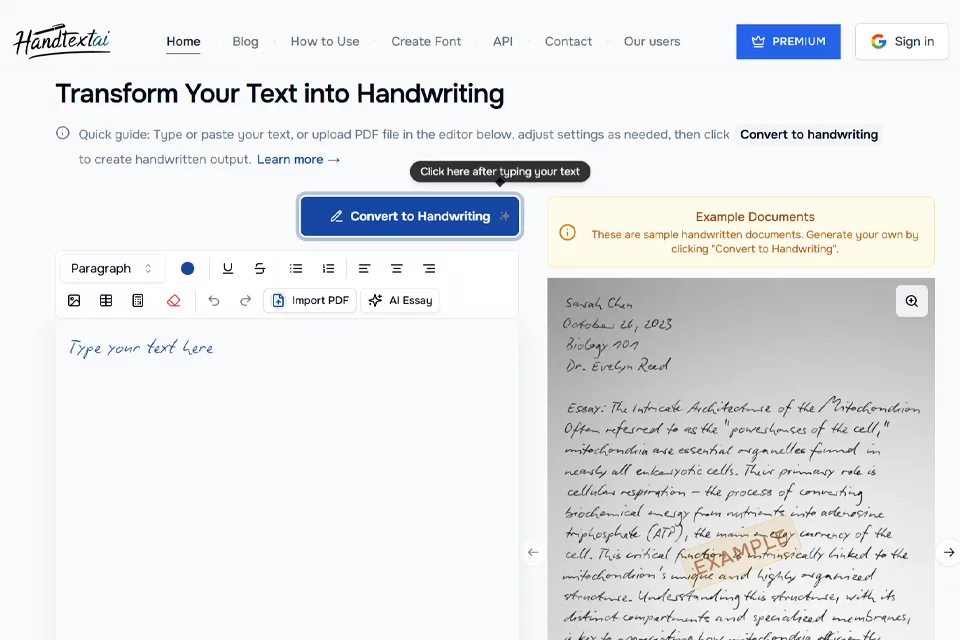 Handtextai
Home
Blog
How to Use
Create Font
API
Contact
Our users
PREMIUM
Sign in
Transform Your Text into Handwriting
Quick guide: Type or paste your text, or upload PDF file in the editor below, adjust settings as needed, then click Convert to handwriting
to create handwritten output. Learn more →
Click here after typing your text
Convert to Handwriting
Paragraph
Import PDF
AI Essay
Type your text here
Example Documents
These are sample handwritten documents. Generate your own by
clicking "Convert to Handwriting".
Sarah Chen
October 26, 2023
Biology 101
Dr. Evelyn Reed
Essay: The Intricate Architecture of the Mitochondrion
Often referred to as the "powerhouses of the cell,"
mitochondria are essential organelles found in
nearly all eukaryotic cells. Their primary role is
cellular respiration – the process of converting
biochemical energy from nutrients into adenosine
triphosphate (ATP), the main energy currency of the
cell. This critical function is intrinsically linked to the
EXAMPLE
mitochondrion's unique and highly organized
structure. Understanding this structure, with its
distinct compartments and specialized membranes,
is key to appreciating how mitochondria efficiently